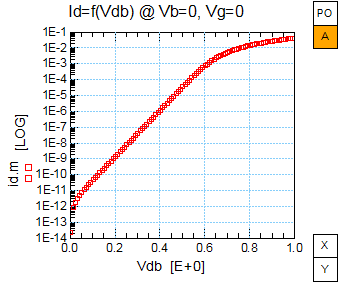 Id=f(Vdb) @ Vb=0, Vg=0
PO
A
1E-1
1E-2
1E-3
1E-4
1E-5
1E-6
1E-7
1E-8
1E-9
1E-10
1E-11
1E-12
1E-13
1E-14
id.m [LOG]
0.0 0.2 0.4 0.6 0.8 1.0
Vdb [E+0]
X
Y